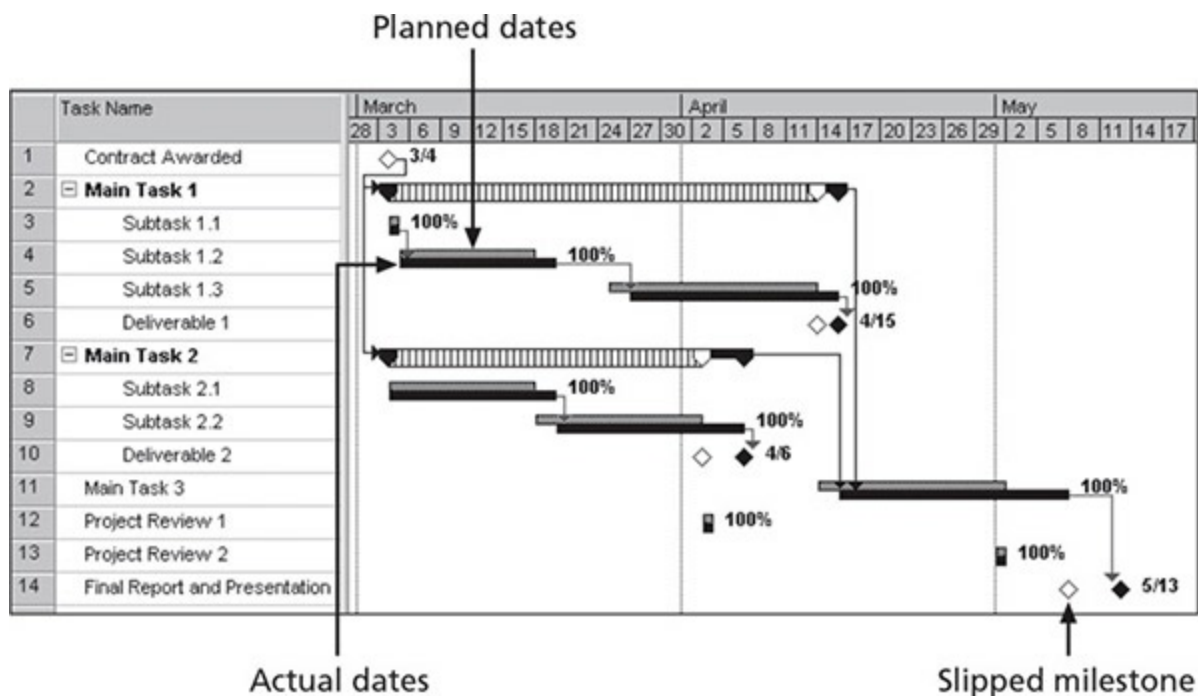 Planned dates
Task Name March April May
28 3 6 9 12 15 18 21 24 27 30 2 5 8 11 14 17 20 23 26 29 2 5 8 11 14 17
1 Contract Awarded 3/4
2 Main Task 1
3 Subtask 1.1 100%
4 Subtask 1.2 100%
5 Subtask 1.3 100%
6 Deliverable 1 4/15
7 Main Task 2
8 Subtask 2.1 100%
9 Subtask 2.2 100%
10 Deliverable 2 4/6
11 Main Task 3 100%
12 Project Review 1 100%
13 Project Review 2 100%
14 Final Report and Presentation 5/13
Actual dates Slipped milestone